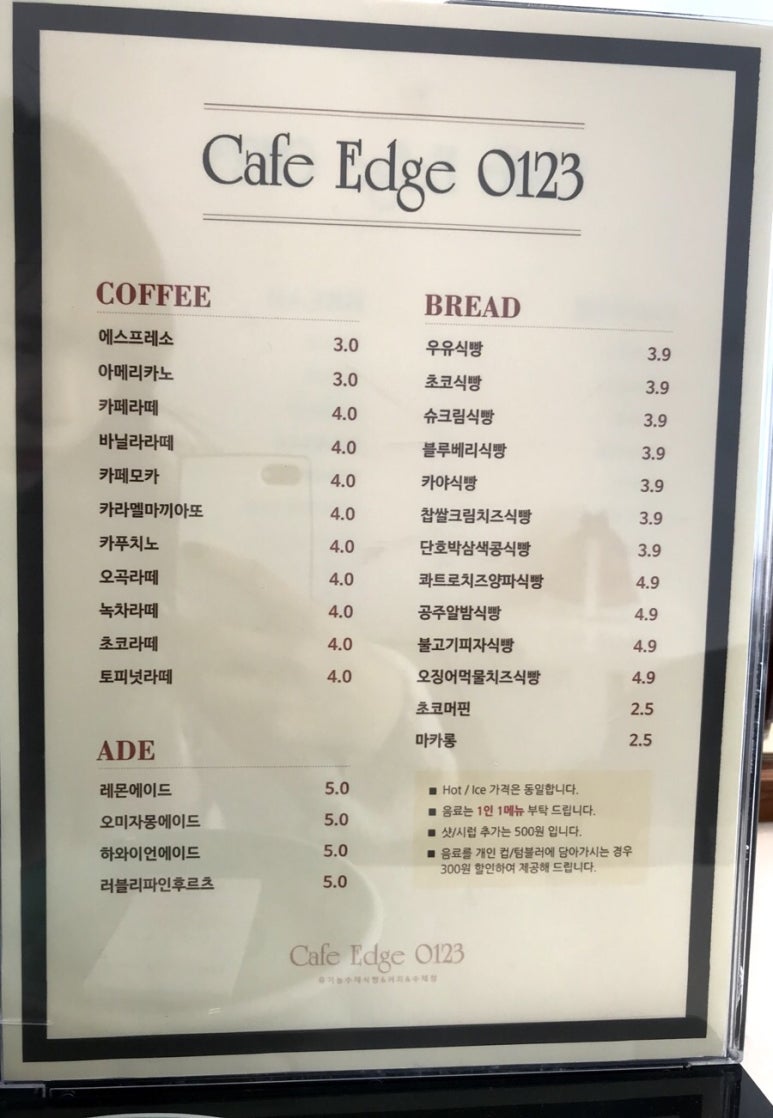 Cafe Edge 0123
COFFEE
에스프레소 3.0
아메리카노 3.0
카페라떼 4.0
바닐라라떼 4.0
카페모카 4.0
카라멜마끼아또 4.0
카푸치노 4.0
오곡라떼 4.0
녹차라떼 4.0
초코라떼 4.0
토피넛라떼 4.0
ADE
레몬에이드 5.0
오미자몽에이드 5.0
하와이언에이드 5.0
러블리파인후르츠 5.0
BREAD
우유식빵 3.9
초코식빵 3.9
슈크림식빵 3.9
블루베리식빵 3.9
카야식빵 3.9
찹쌀크림치즈식빵 3.9
단호박삼색콩식빵 3.9
콰트로치즈양파식빵 4.9
공주알밤식빵 4.9
불고기피자식빵 4.9
오징어먹물치즈식빵 4.9
초코머핀 2.5
마카롱 2.5
■ Hot / Ice 가격은 동일합니다.
■ 음료는 1인 1메뉴 부탁 드립니다.
■ 샷/시럽 추가는 500원 입니다.
■ 음료를 개인 컵/텀블러에 담아가시는 경우
300원 할인하여 제공해 드립니다.
Cafe Edge 0123
유기농수제식빵&커피&수제청